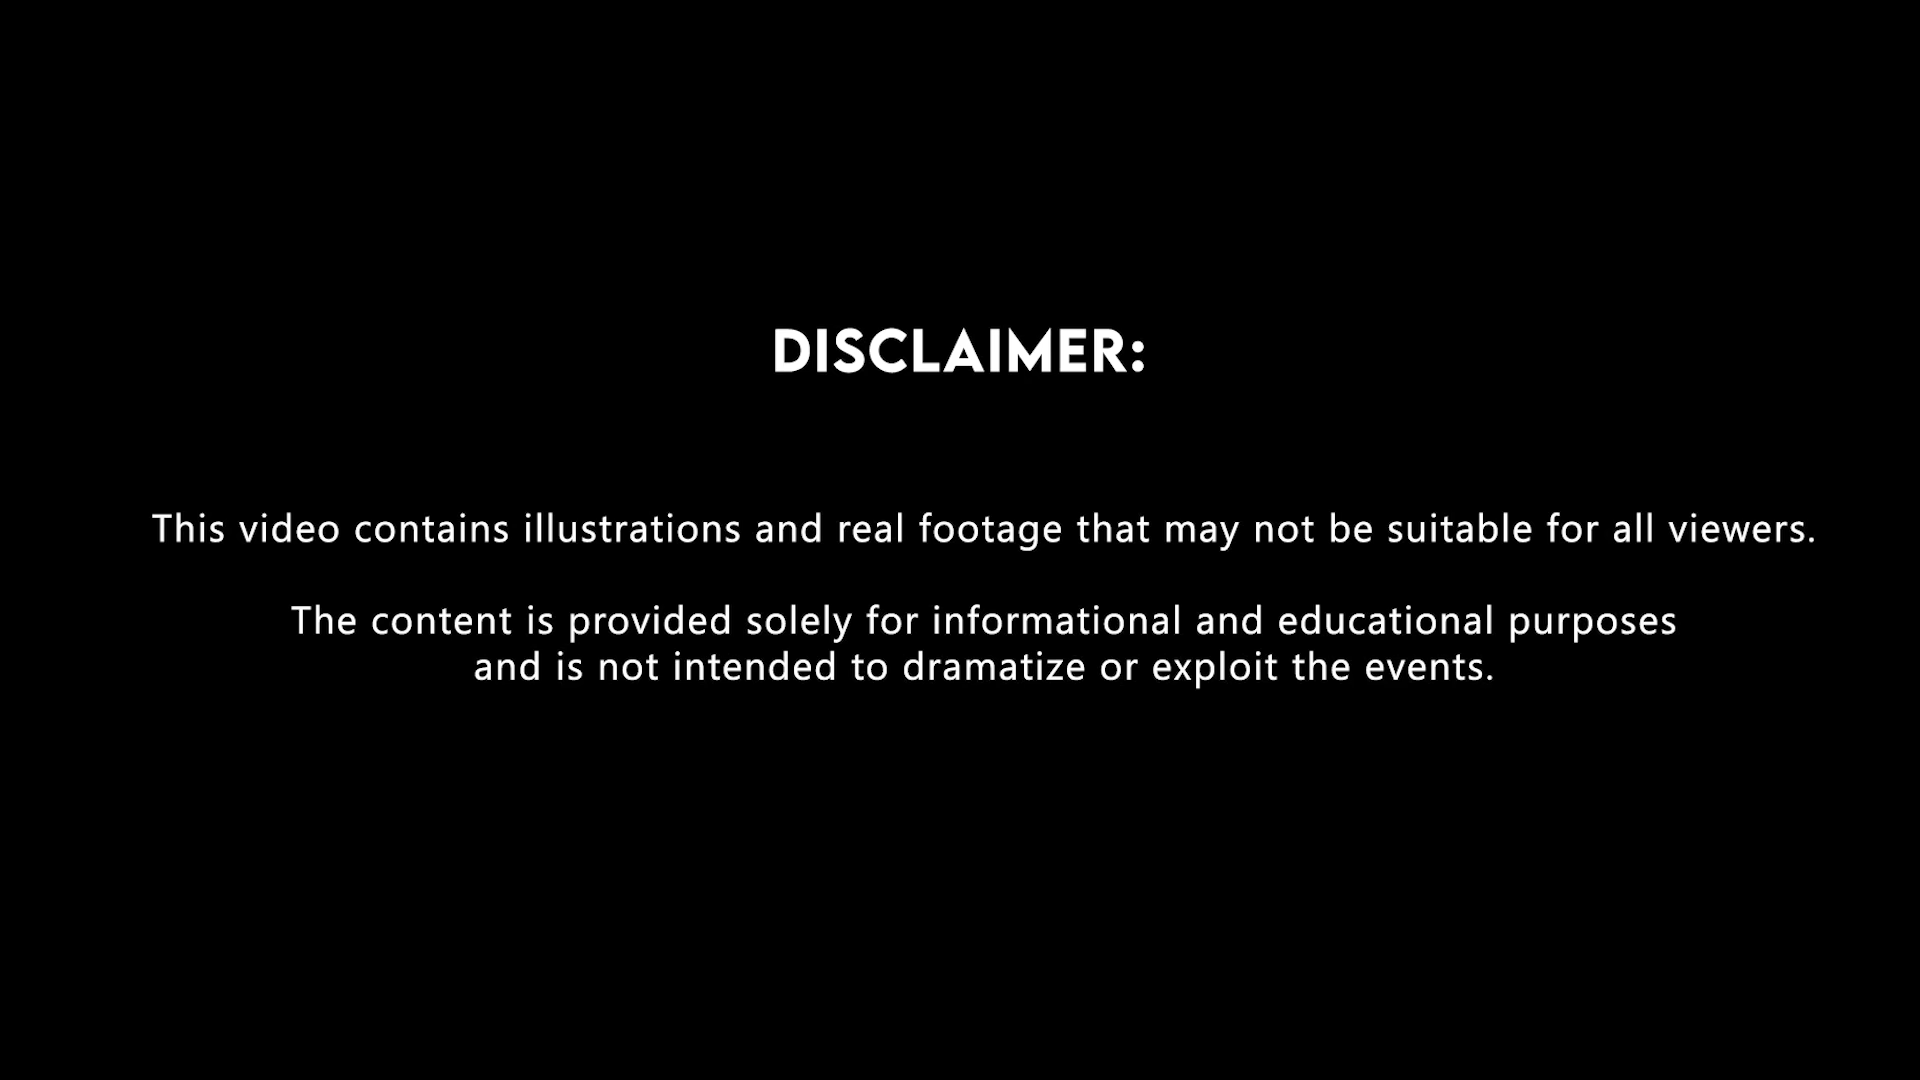 DISCLAIMER:
This video contains illustrations and real footage that may not be suitable for all viewers.
The content is provided solely for informational and educational purposes
and is not intended to dramatize or exploit the events.